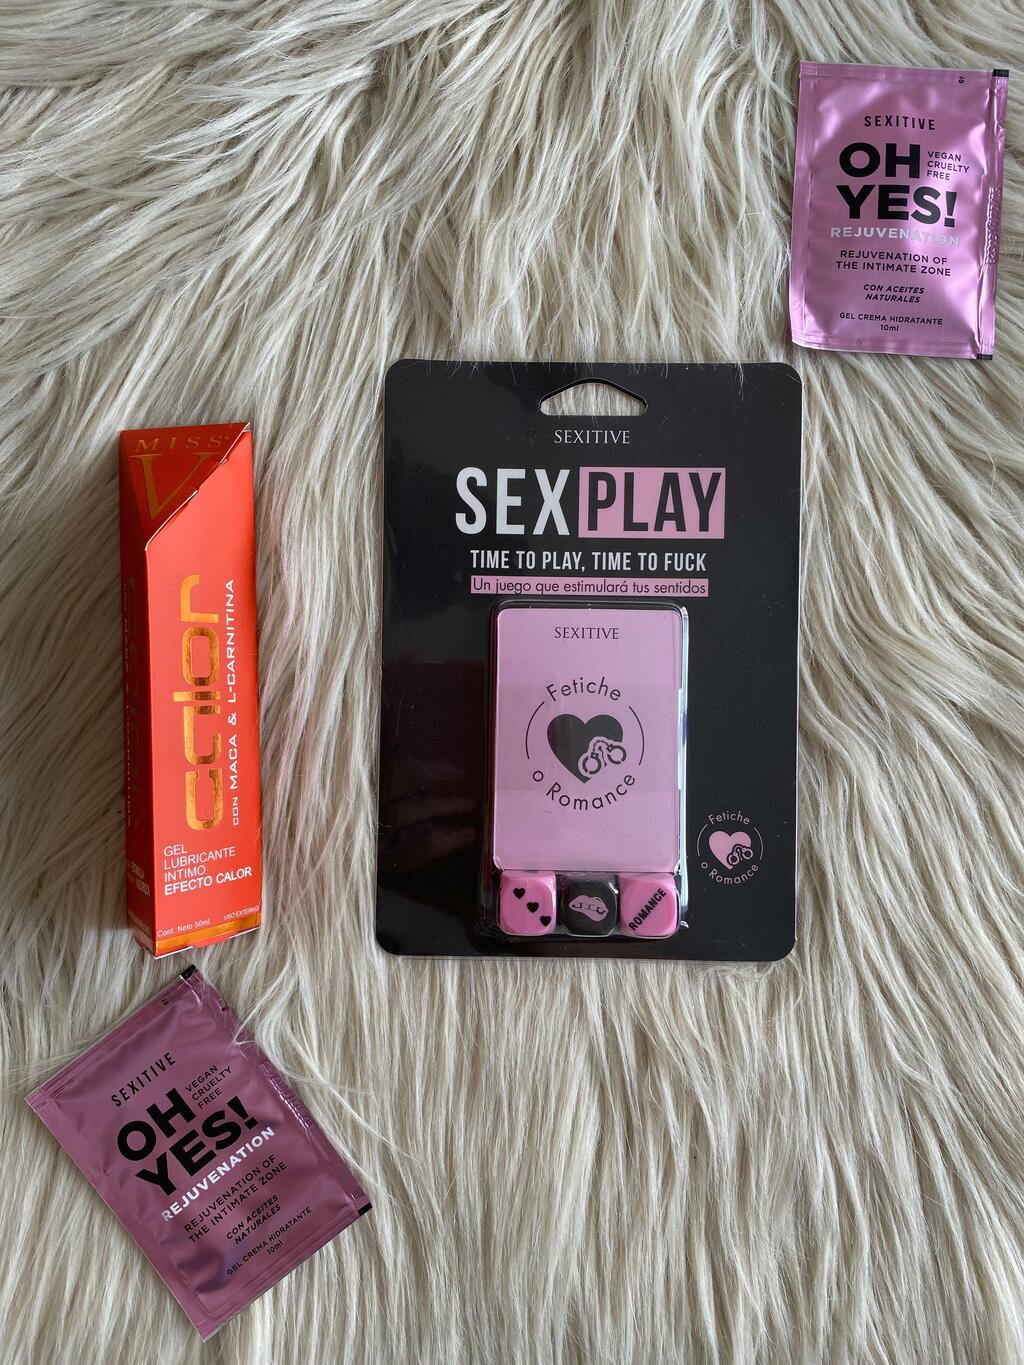 SEXITIVE
OH
YES!
VEGAN
CRUELTY
FREE
REJUVENATION
REJUVENATION OF
THE INTIMATE ZONE
CON ACEITES
NATURALES
GEL CREMA HIDRATANTE
10ml
SEXITIVE
SEX PLAY
TIME TO PLAY, TIME TO FUCK
Un juego que estimulará tus sentidos
SEXITIVE
Fetiche
o Romance
ROMANCE
Fetiche
o Romance
MISS
V
calor
CON MACA & L-CARNITINA
GEL
LUBRICANTE
INTIMO
EFECTO CALOR
Cont. Neto 50ml
USO EXTERNO
SEXITIVE
OH
YES!
VEGAN
CRUELTY
FREE
REJUVENATION
REJUVENATION OF
THE INTIMATE ZONE
CON ACEITES
NATURALES
GEL CREMA HIDRATANTE
10ml